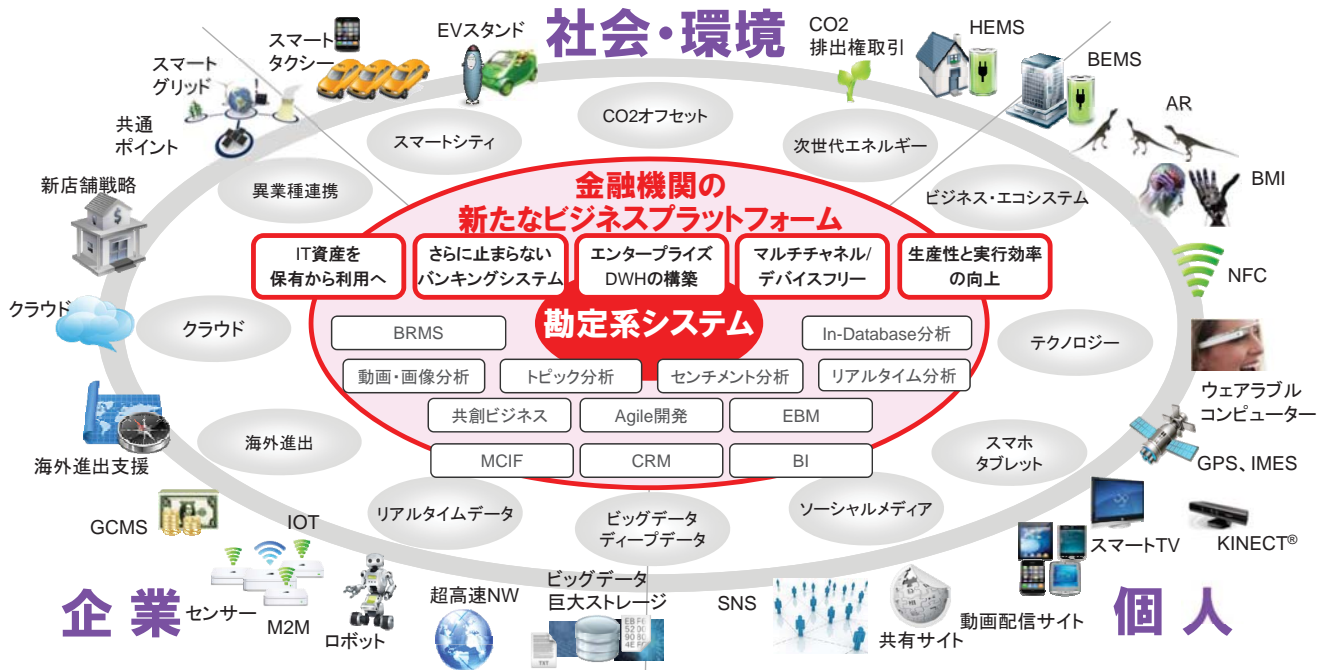 社会・環境
スマート
グリッド
スマート
タクシー
EVスタンド
CO2
排出権取引
HEMS
BEMS
AR
BMI
共通
ポイント
新店舗戦略
$
スマートシティ
CO2オフセット
次世代エネルギー
異業種連携
ビジネス・エコシステム
金融機関の
新たなビジネスプラットフォーム
IT資産を
保有から利用へ
さらに止まらない
バンキングシステム
エンタープライズ
DWHの構築
マルチチャネル/
デバイスフリー
生産性と実行効率
の向上
NFC
クラウド
クラウド
勘定系システム
テクノロジー
BRMS
In-Database分析
動画・画像分析
トピック分析
センチメント分析
リアルタイム分析
共創ビジネス
Agile開発
EBM
MCIF
CRM
BI
ウェアラブル
コンピューター
海外進出
スマホ
タブレット
海外進出支援
GPS、IMES
GCMS
リアルタイムデータ
ビッグデータ
ディープデータ
ソーシャルメディア
IOT
スマートTV
KINECT®
企業
センサー
M2M
ロボット
超高速NW
ビッグデータ
巨大ストレージ
TXT
SNS
共有サイト
動画配信サイト
個人